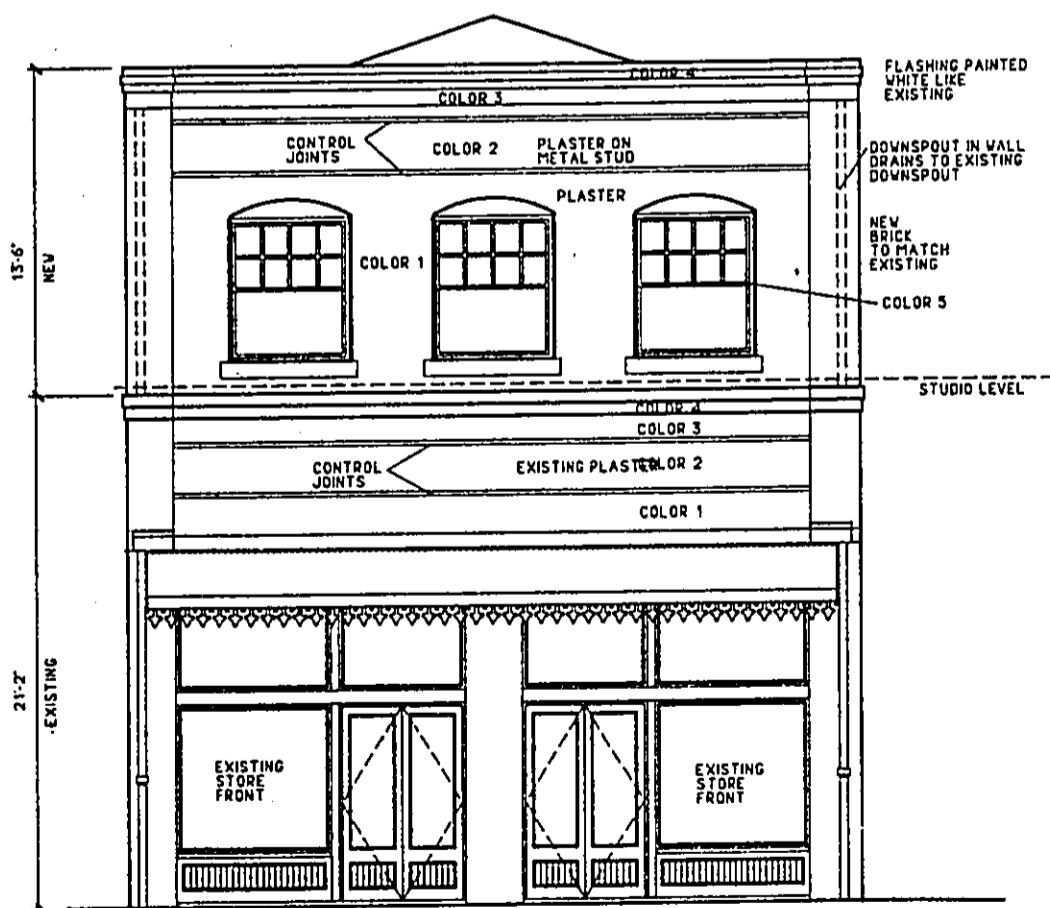 COLOR 4
FLASHING PAINTED
WHITE LIKE
EXISTING
COLOR 3
CONTROL
JOINTS
COLOR 2
PLASTER ON
METAL STUD
DOWNSPOUT IN WALL
DRAINS TO EXISTING
DOWNSPOUT
PLASTER
NEW
BRICK
TO MATCH
EXISTING
COLOR 1
COLOR 5
13'-6"
NEW
STUDIO LEVEL
COLOR 4
COLOR 3
CONTROL
JOINTS
EXISTING PLASTER
COLOR 2
COLOR 1
21'-2"
EXISTING
EXISTING
STORE
FRONT
EXISTING
STORE
FRONT